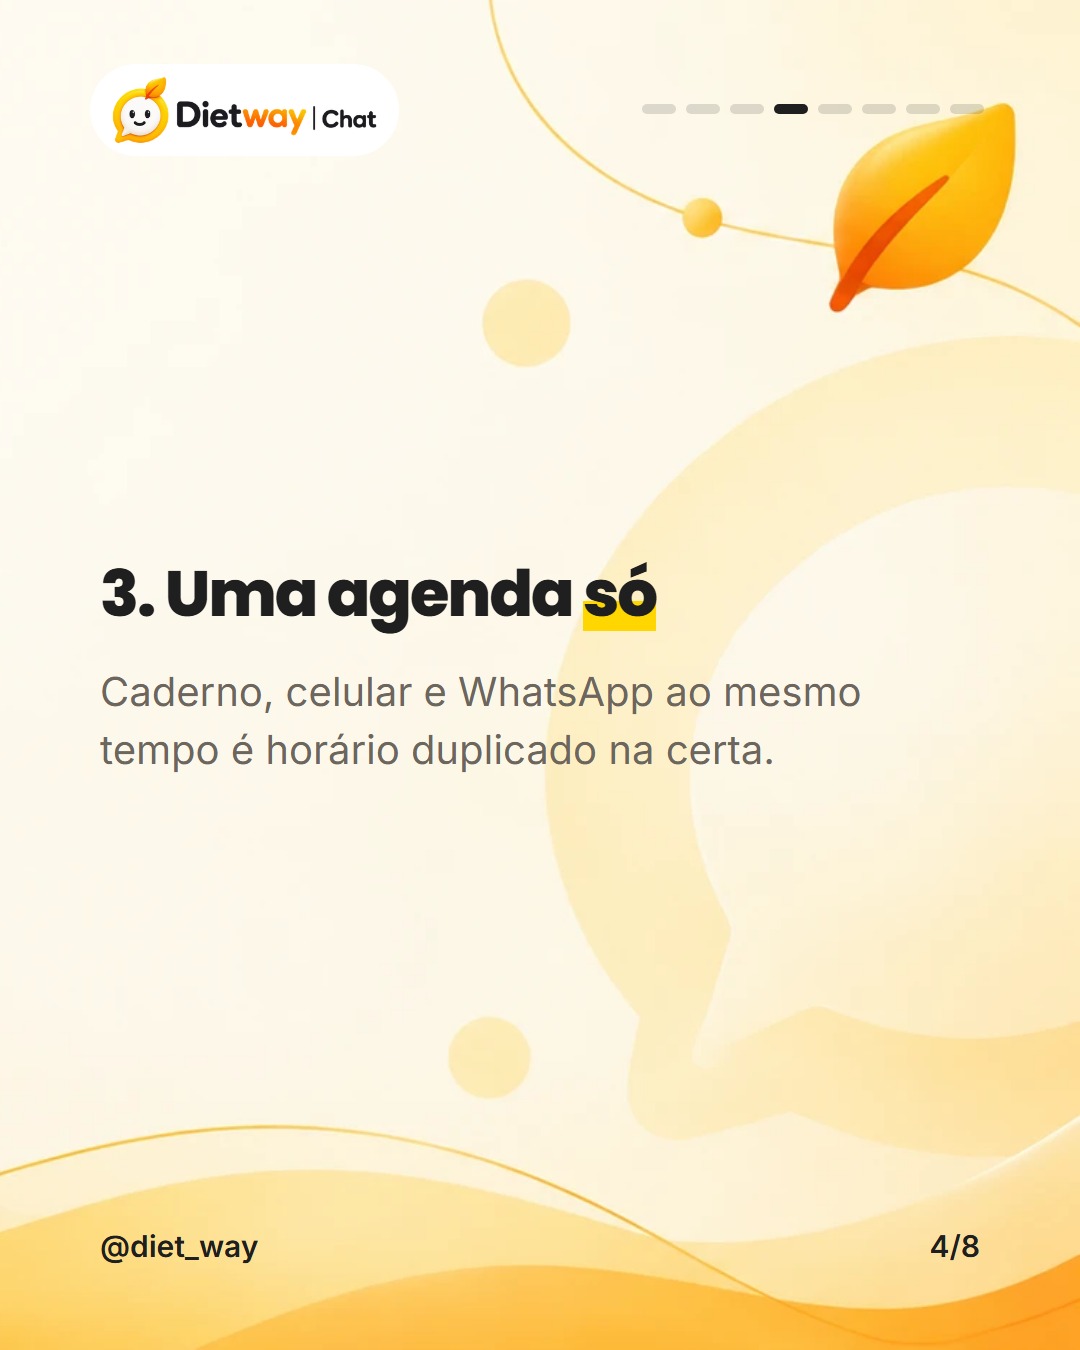 Dietway | Chat
3. Uma agenda só
Caderno, celular e WhatsApp ao mesmo
tempo é horário duplicado na certa.
@diet_way
4/8